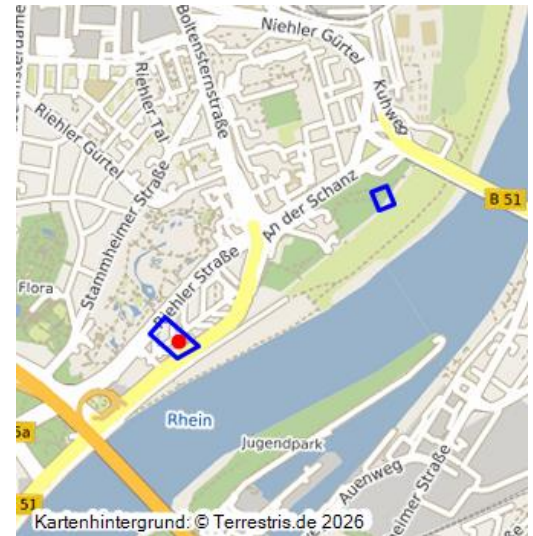 Niehler Gürtel
Boltensternstraße
Riehler Tal
Kuhweg
Riehler Gürtel
Stammheimer Straße
An der Schanz
B 51
Riehler Straße
Flora
Rhein
5a
Jugendpark
Auenweg
51
Kartenhintergrund: © Terrestris.de 2026